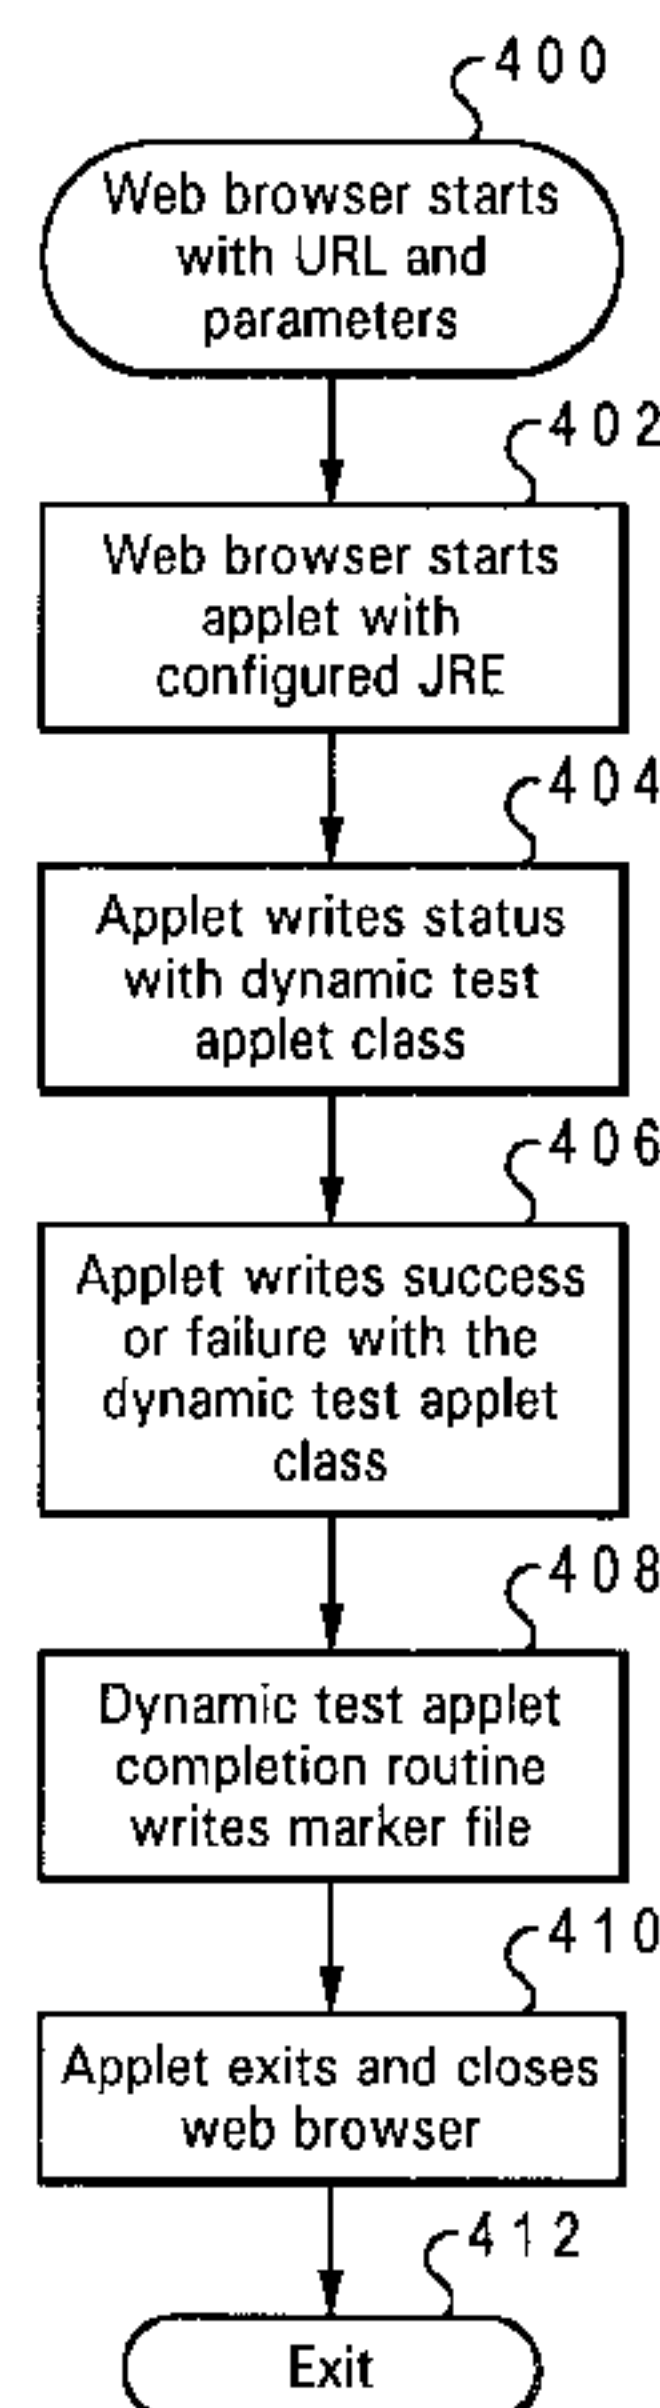 400
Web browser starts
with URL and
parameters
402
Web browser starts
applet with
configured JRE
404
Applet writes status
with dynamic test
applet class
406
Applet writes success
or failure with the
dynamic test applet
class
408
Dynamic test applet
completion routine
writes marker file
410
Applet exits and closes
web browser
412
Exit